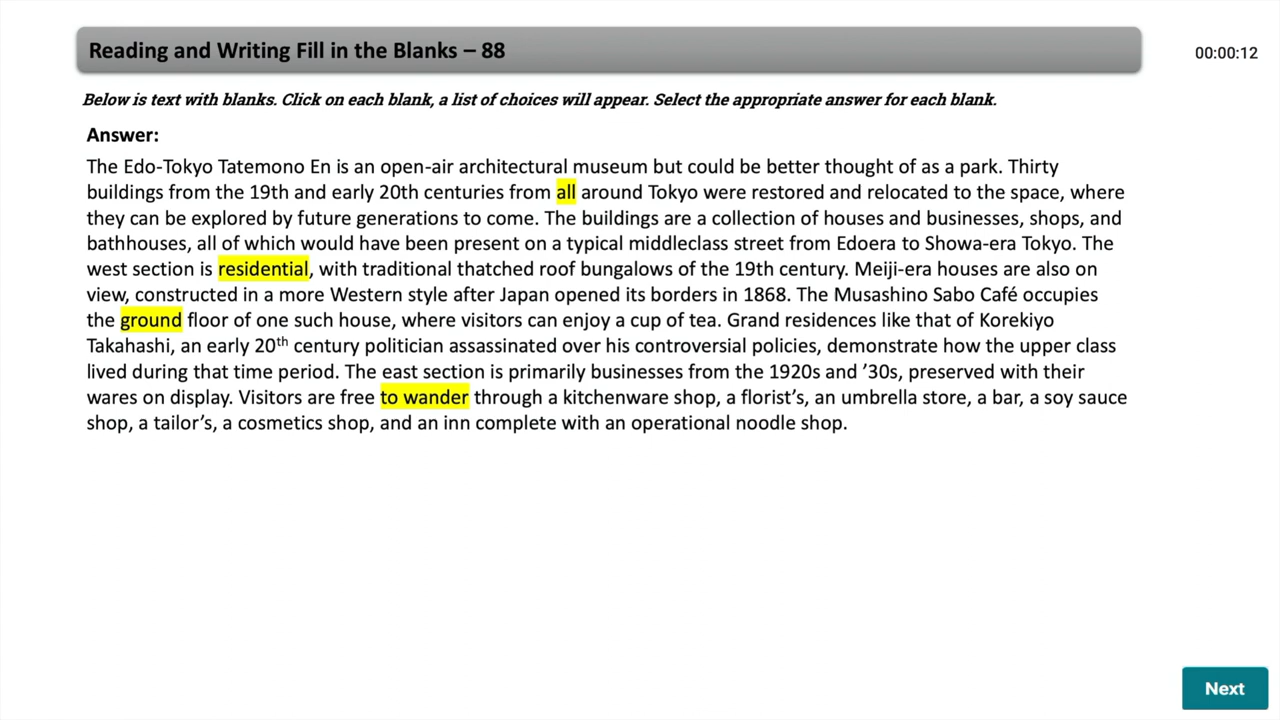 Reading and Writing Fill in the Blanks – 88
00:00:12
Below is text with blanks. Click on each blank, a list of choices will appear. Select the appropriate answer for each blank.
Answer:
The Edo-Tokyo Tatemono En is an open-air architectural museum but could be better thought of as a park. Thirty
buildings from the 19th and early 20th centuries from all around Tokyo were restored and relocated to the space, where
they can be explored by future generations to come. The buildings are a collection of houses and businesses, shops, and
bathhouses, all of which would have been present on a typical middleclass street from Edoera to Showa-era Tokyo. The
west section is residential, with traditional thatched roof bungalows of the 19th century. Meiji-era houses are also on
view, constructed in a more Western style after Japan opened its borders in 1868. The Musashino Sabo Café occupies
the ground floor of one such house, where visitors can enjoy a cup of tea. Grand residences like that of Korekiyo
Takahashi, an early 20th century politician assassinated over his controversial policies, demonstrate how the upper class
lived during that time period. The east section is primarily businesses from the 1920s and ’30s, preserved with their
wares on display. Visitors are free to wander through a kitchenware shop, a florist’s, an umbrella store, a bar, a soy sauce
shop, a tailor’s, a cosmetics shop, and an inn complete with an operational noodle shop.
Next